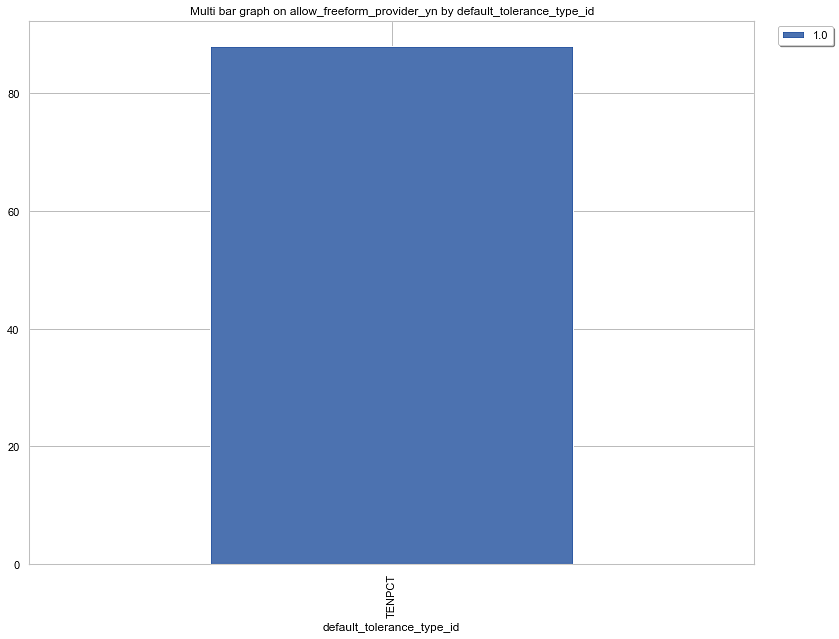 Multi bar graph on allow_freeform_provider_yn by default_tolerance_type_id
1.0
80
60
40
20
0
TENPCT
default_tolerance_type_id